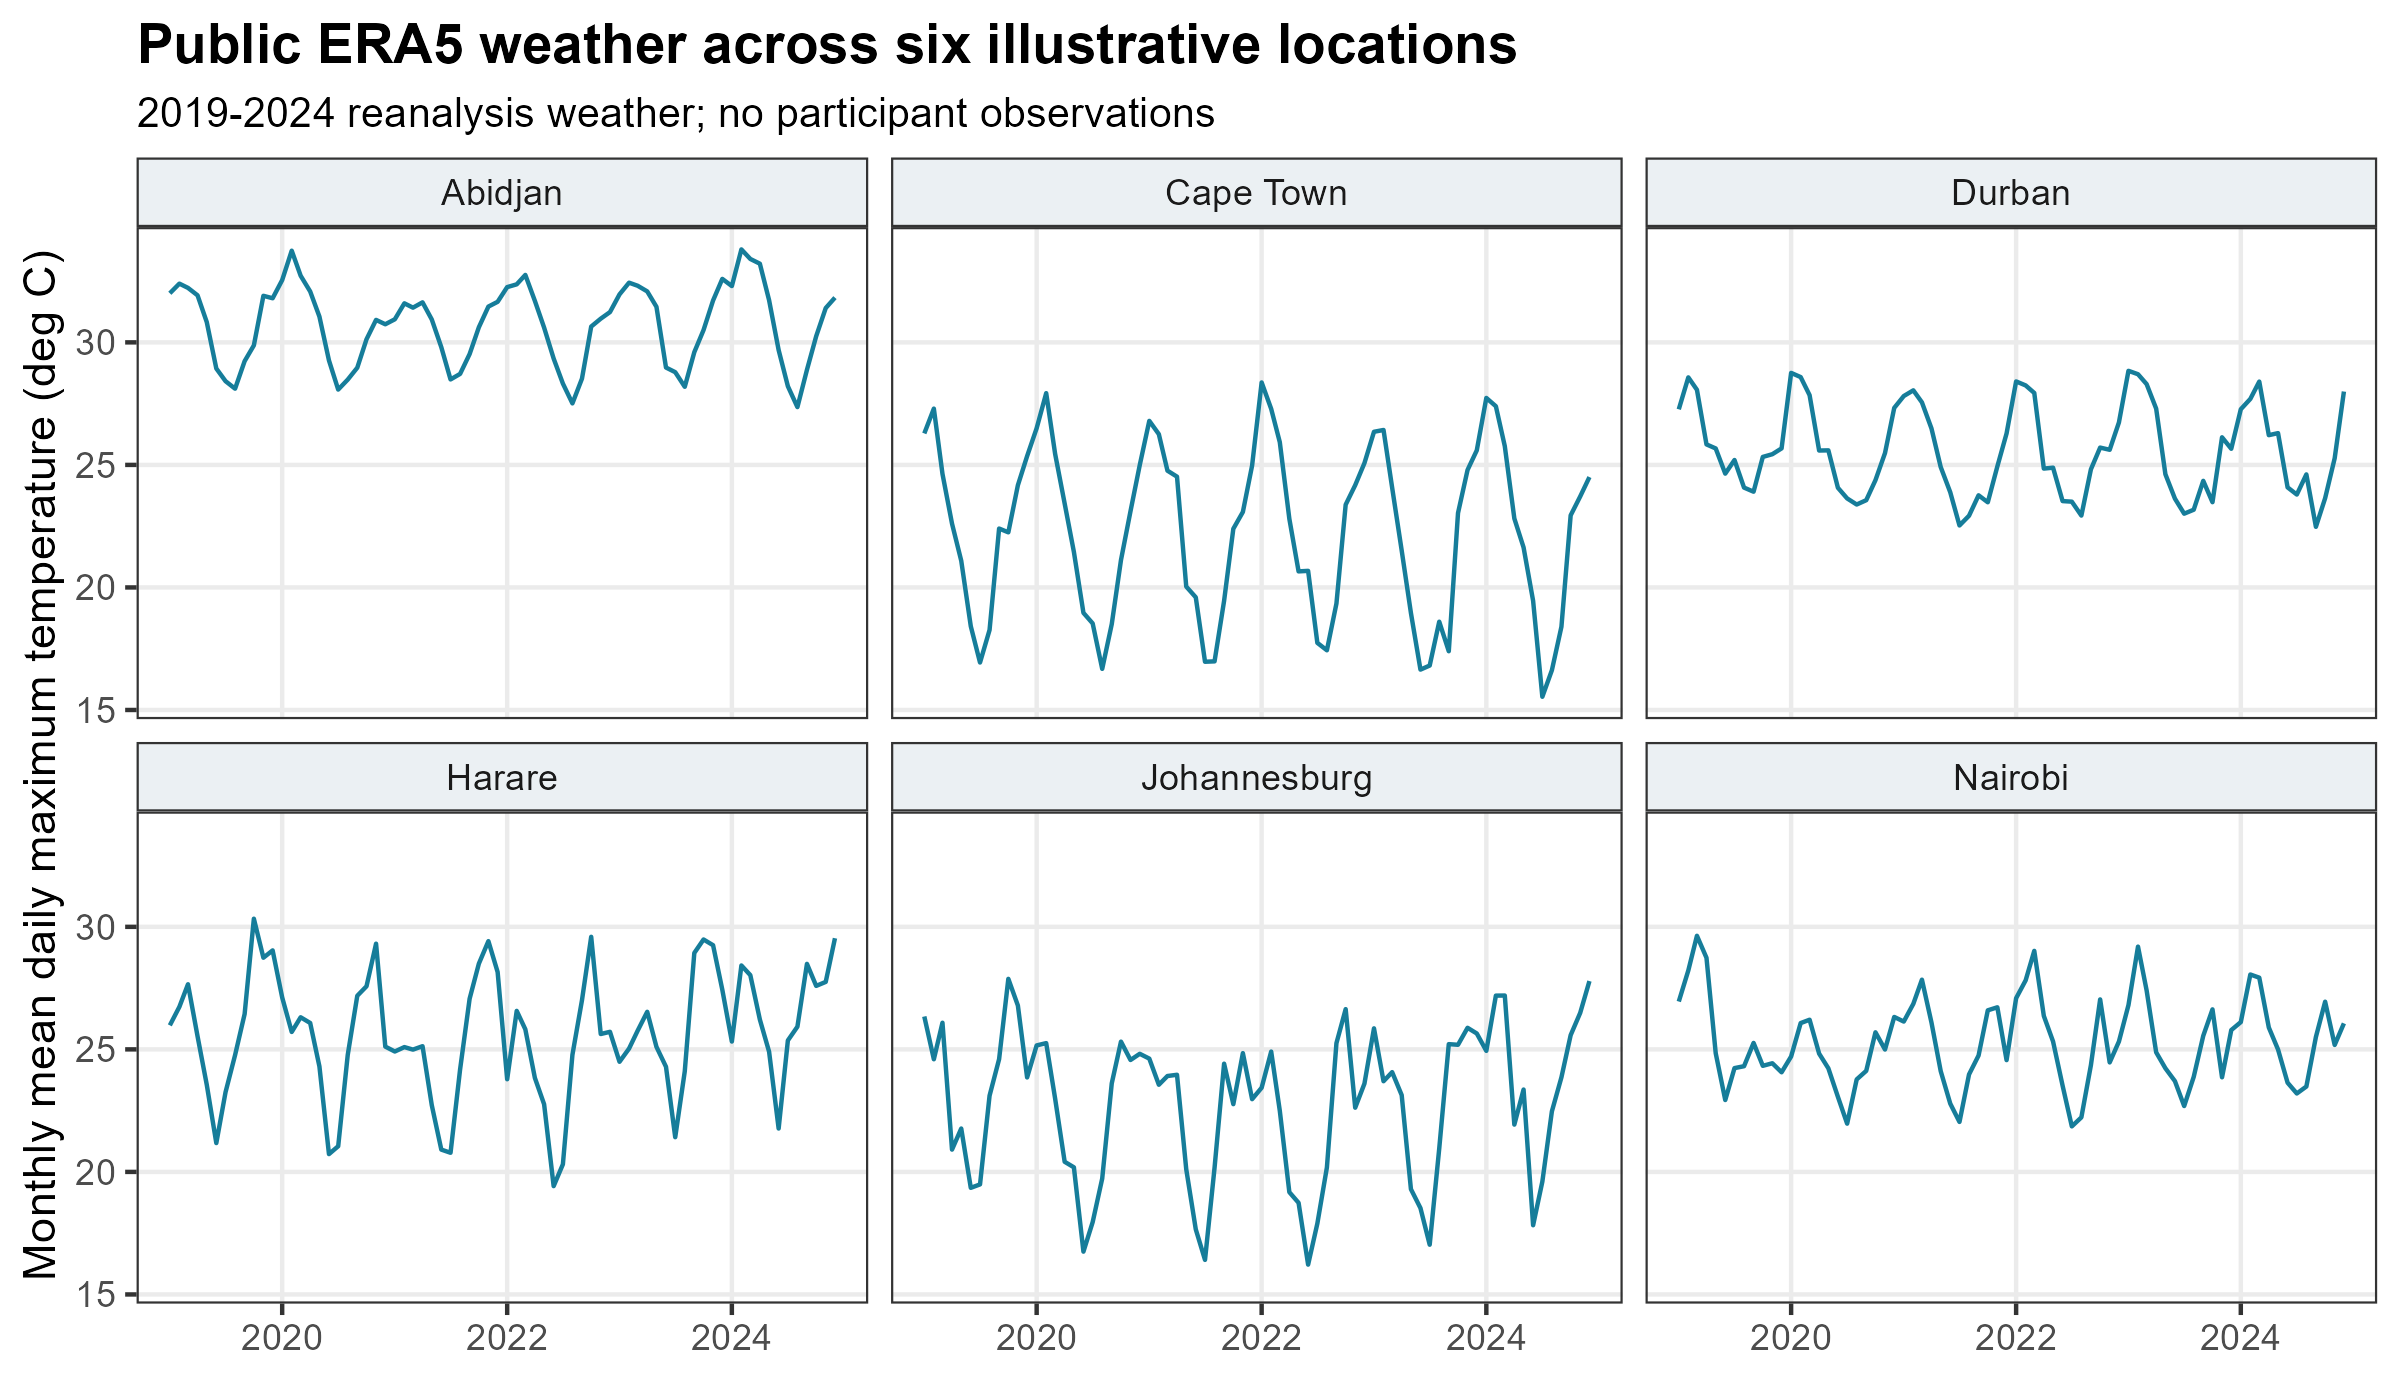 Public ERA5 weather across six illustrative locations
2019-2024 reanalysis weather; no participant observations
Monthly mean daily maximum temperature (deg C)
Abidjan
Cape Town
Durban
30
25
20
15
Harare
Johannesburg
Nairobi
30
25
20
15
2020 2022 2024
2020 2022 2024
2020 2022 2024